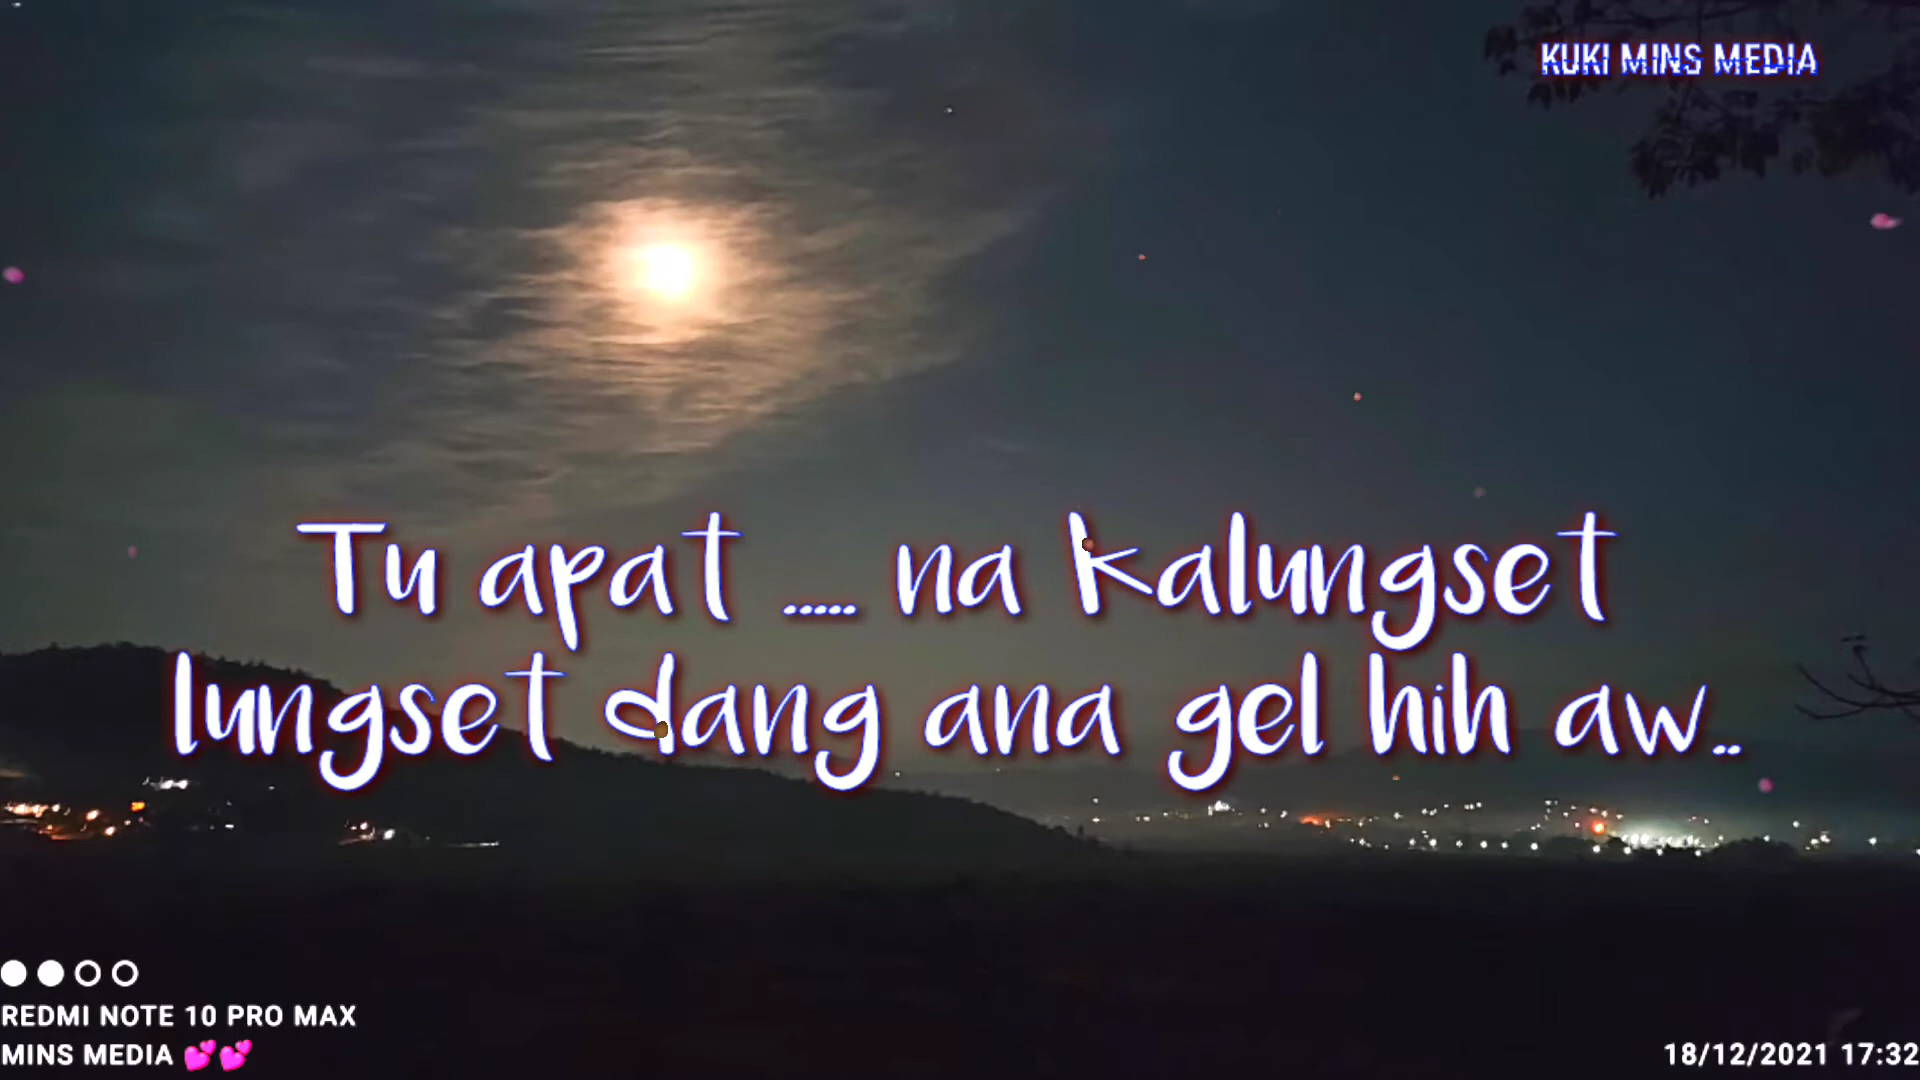 KUKI MINS MEDIA
Tu apat ..... na kalungset
lungset dang ana gel hih aw..
REDMI NOTE 10 PRO MAX
MINS MEDIA 💕💕
18/12/2021 17:32